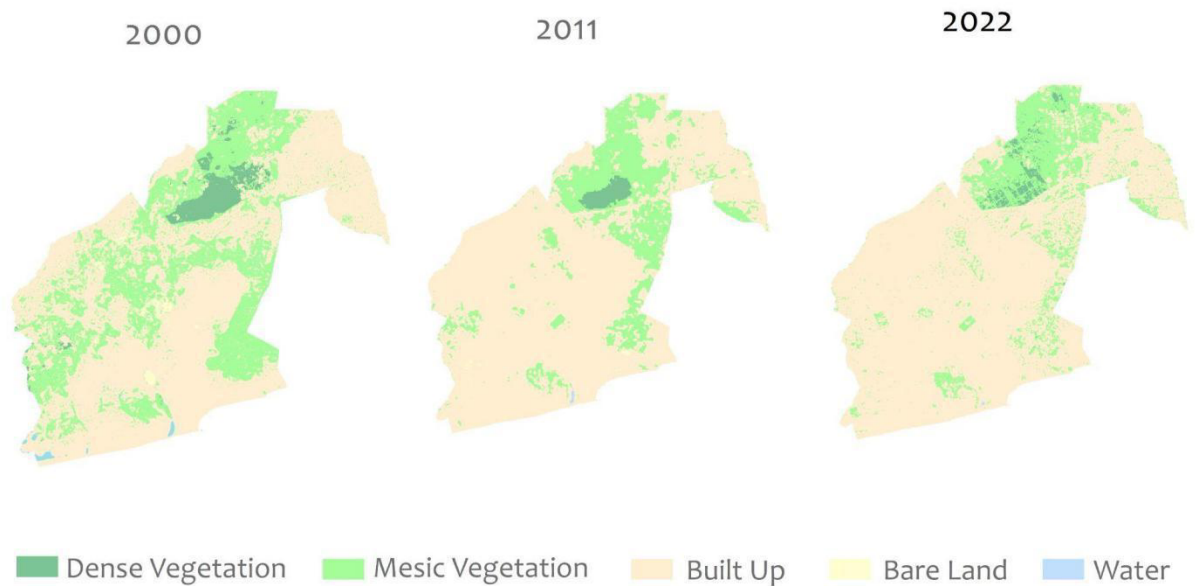 2000
2011
2022
Dense Vegetation
Mesic Vegetation
Built Up
Bare Land
Water